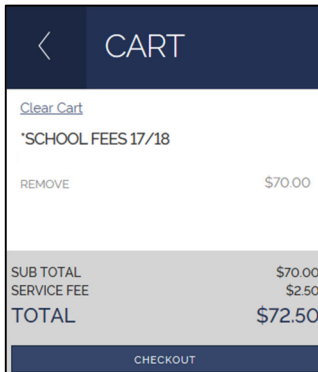 CART
Clear Cart
*SCHOOL FEES 17/18
REMOVE $70.00
SUB TOTAL $70.00
SERVICE FEE $2.50
TOTAL $72.50
CHECKOUT